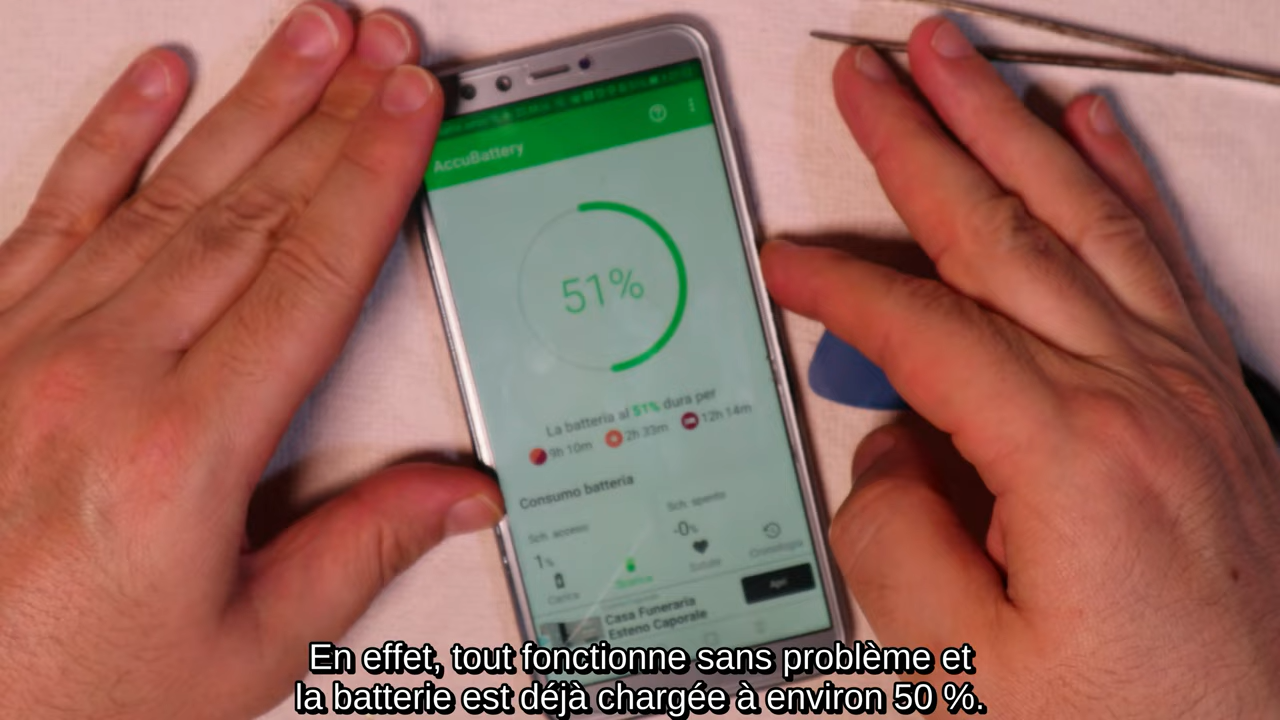 AccuBattery
51%
La batteria al 51% dura per
9h 10m 2h 33m 12h 14m
Consumo batteria
Sch. acceso Sch. spento
1% -0%
Carica Salute Cronologia
Casa Funeraria
Esteno Caporale
Apri
En effet, tout fonctionne sans problème et
la batterie est déjà chargée à environ 50 %.